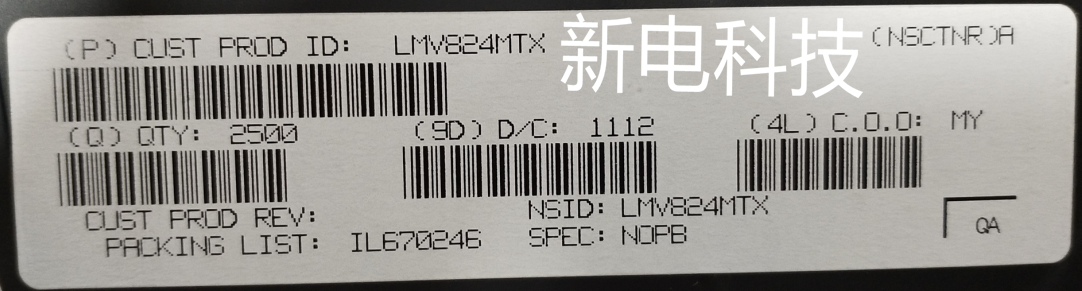 (P) CUST PROD ID: LMV824MTX 新电科技 (NSCTNR)A
(Q) QTY: 2500 (9D) D/C: 1112 (4L) C.O.O: MY
CUST PROD REV: NSID: LMV824MTX
PACKING LIST: IL670246 SPEC: NOPB
QA